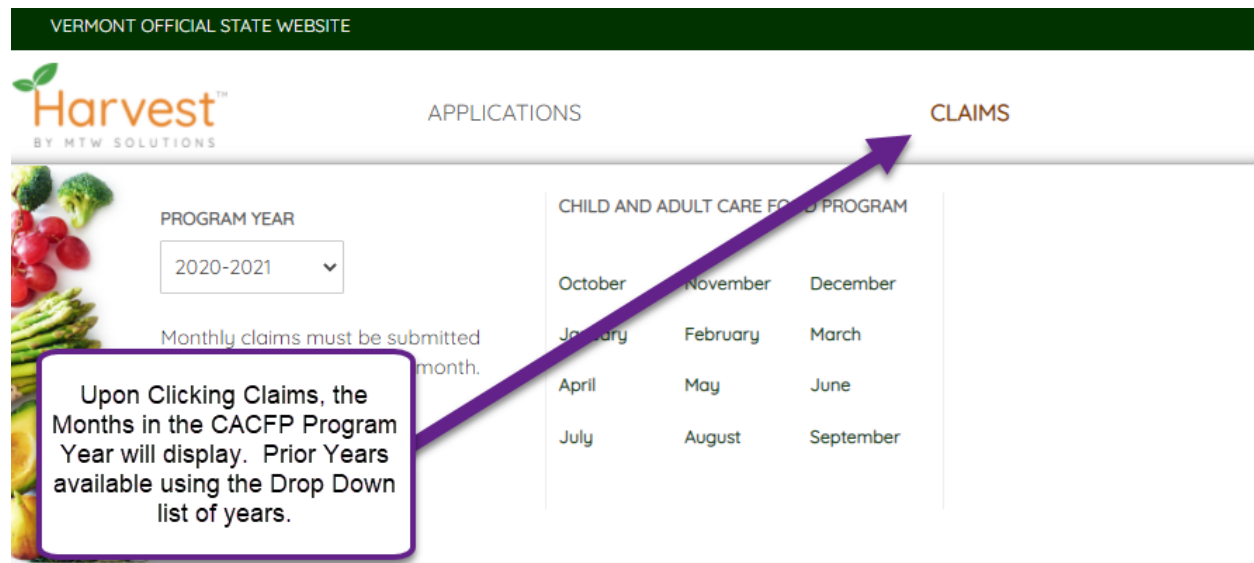 VERMONT OFFICIAL STATE WEBSITE
Harvest™
BY MTW SOLUTIONS
APPLICATIONS
CLAIMS
PROGRAM YEAR
2020-2021
Monthly claims must be submitted
month.
CHILD AND ADULT CARE FOOD PROGRAM
October November December
January February March
April May June
July August September
Upon Clicking Claims, the
Months in the CACFP Program
Year will display. Prior Years
available using the Drop Down
list of years.